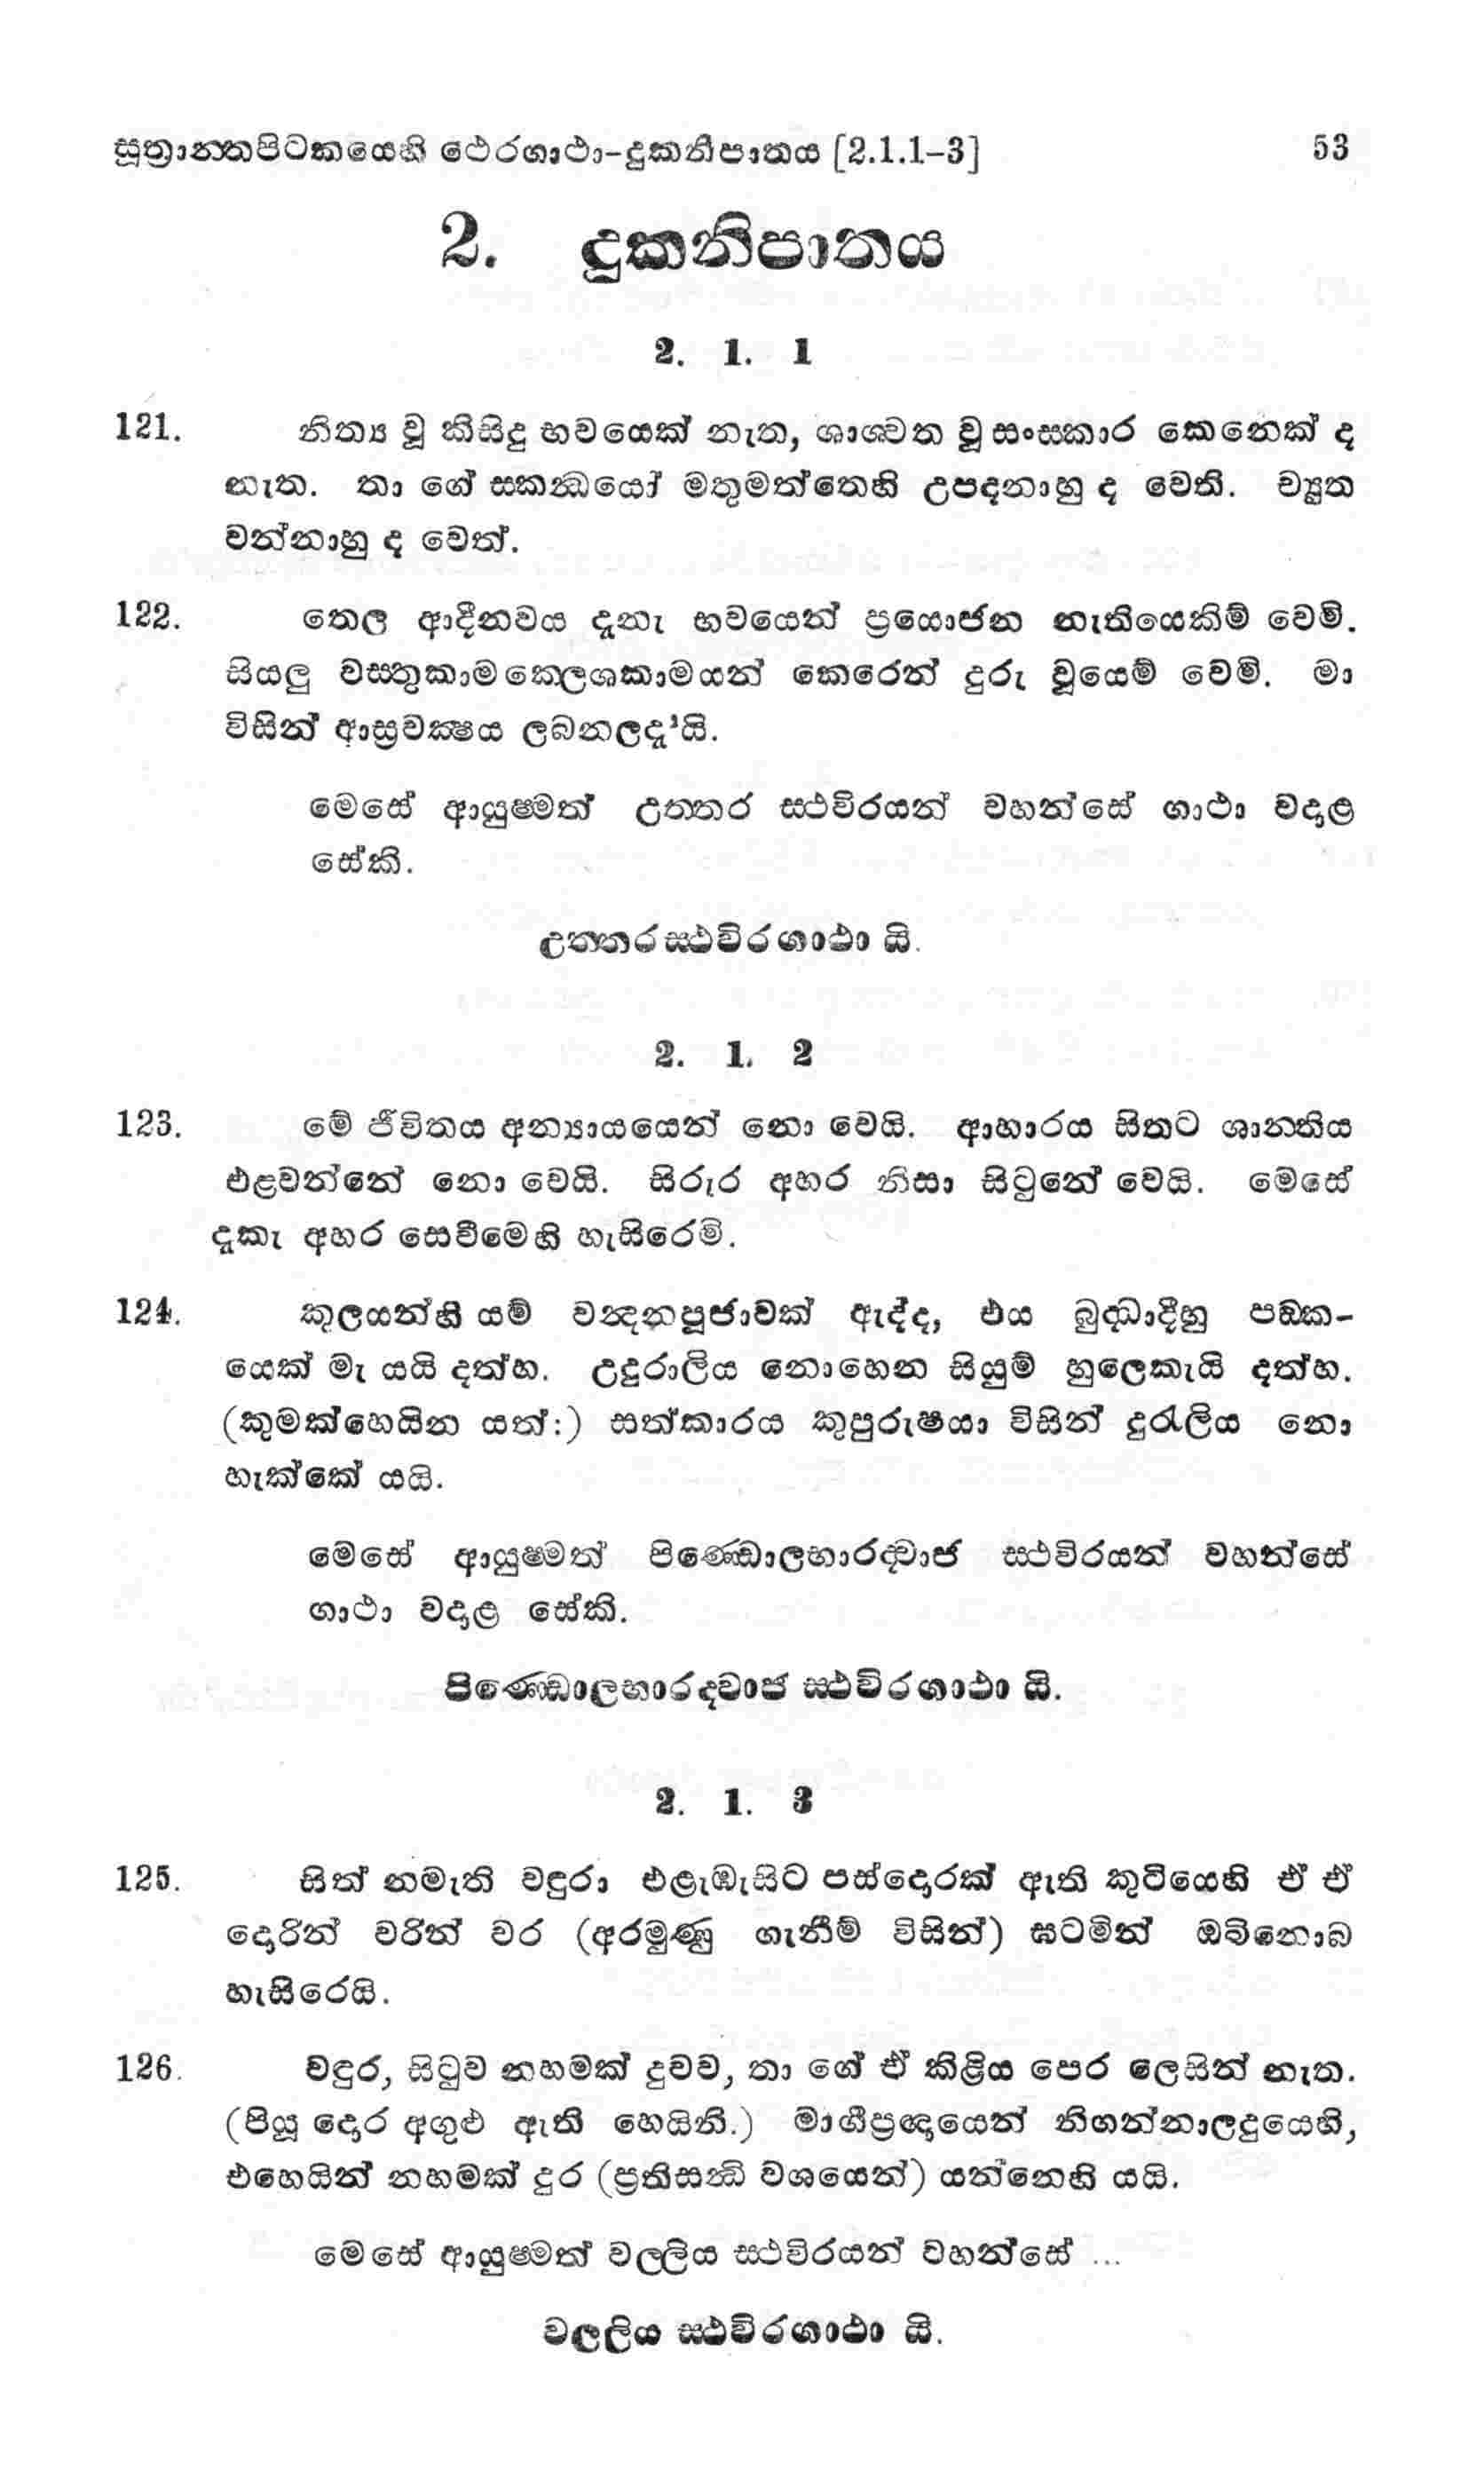 සූත්‍රාන්තපිටකයෙහි ථෙරගාථා-දුකනිපාතය [2.1.1-3] 53
2. දුකනිපාතය
2. 1. 1
121. නිත්‍ය වූ කිසිදු භවයෙක් නැත, ශාශ්වත වූ සංස්කාර කෙනෙක් ද
නැත. තා ගේ ස්කන්ධයෝ මතුමත්තෙහි උපදනාහු ද වෙති. ච්‍යුත
වන්නාහු ද වෙත්.
122. තෙල ආදීනවය දැනැ භවයෙන් ප්‍රයොජන නැතියෙකිම් වෙමි.
සියලු වස්තුකාමක්ලෙශකාමයන් කෙරෙන් දුරු වූයෙම් වෙමි. මා
විසින් ආස්‍රවක්ෂය ලබනලදැ'යි.
මෙසේ ආයුෂ්මත් උත්තර ස්ථවිරයන් වහන්සේ ගාථා වදාළ
සේකි.
උත්තරස්ථවිරගාථා යි.
2. 1. 2
123. මේ ජීවිතය අන්‍යායයෙන් නො වෙයි. ආහාරය සිතට ශාන්තිය
එළවන්නේ නො වෙයි. සිරුර අහර නිසා සිටුනේ වෙයි. මෙසේ
දැකැ අහර සෙවීමෙහි හැසිරෙමි.
124. කුලයන්හි යම් වන්දනපූජාවක් ඇද්ද, එය බුද්ධාදීහු පඞ්ක-
යෙක් මැ යයි දත්හ. උදුරාලිය නොහෙන සියුම් හුලෙකැයි දත්හ.
(කුමක්හෙයින යත්:) සත්කාරය කුපුරුෂයා විසින් දුරැලිය නො
හැක්කේ යයි.
මෙසේ ආයුෂ්මත් පිණ්ඩොලභාරද්වාජ ස්ථවිරයන් වහන්සේ
ගාථා වදාළ සේකි.
පිණ්ඩොලභාරද්වාජ ස්ථවිරගාථා යි.
2. 1. 3
125. සිත් නමැති වඳුරා එළැඹැසිට පස්දොරක් ඇති කුටියෙහි ඒ ඒ
දොරින් වරින් වර (අරමුණු ගැනීම් විසින්) ඝටමින් ඔබිනොබ
හැසිරෙයි.
126. වඳුර, සිටුව නහමක් දුවව, තා ගේ ඒ කිළිය පෙර ලෙසින් නැත.
(පියූ දොර අගුළු ඇති හෙයිනි.) මාර්ගප්‍රඥායෙන් නිගන්නාලදුයෙහි,
එහෙයින් නහමක් දුර (ප්‍රතිසන්ධි වශයෙන්) යන්නෙහි යයි.
මෙසේ ආයුෂ්මත් වල්ලිය ස්ථවිරයන් වහන්සේ ...
වල්ලිය ස්ථවිරගාථා යි.